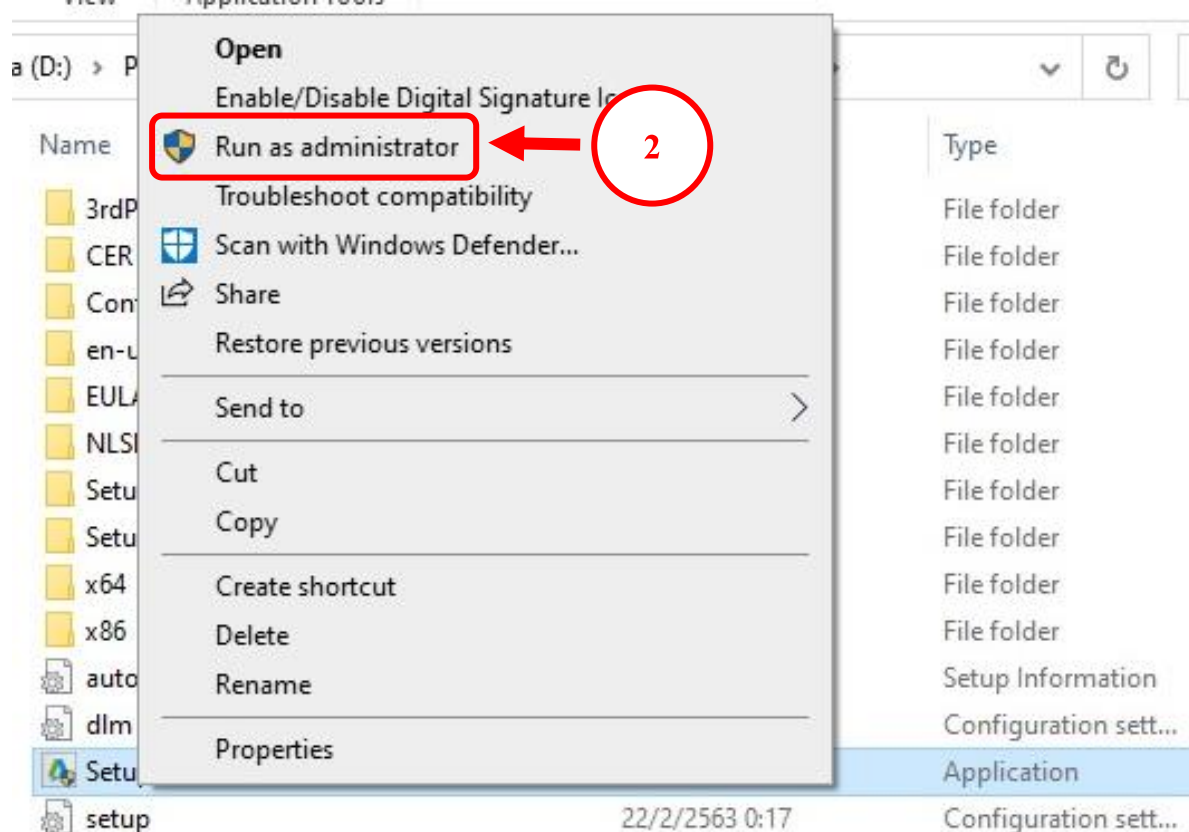 View Application Tools
a (D:) > P
Open
Enable/Disable Digital Signature Ic
Run as administrator
2
Troubleshoot compatibility
Scan with Windows Defender...
Share
Restore previous versions
Send to
Cut
Copy
Create shortcut
Delete
Rename
Properties
Name Type
3rdP File folder
CER File folder
Con File folder
en-u File folder
EULA File folder
NLS File folder
Setu File folder
Setu File folder
x64 File folder
x86 File folder
auto Setup Information
dlm Configuration sett...
Setu Application
setup 22/2/2563 0:17 Configuration sett...